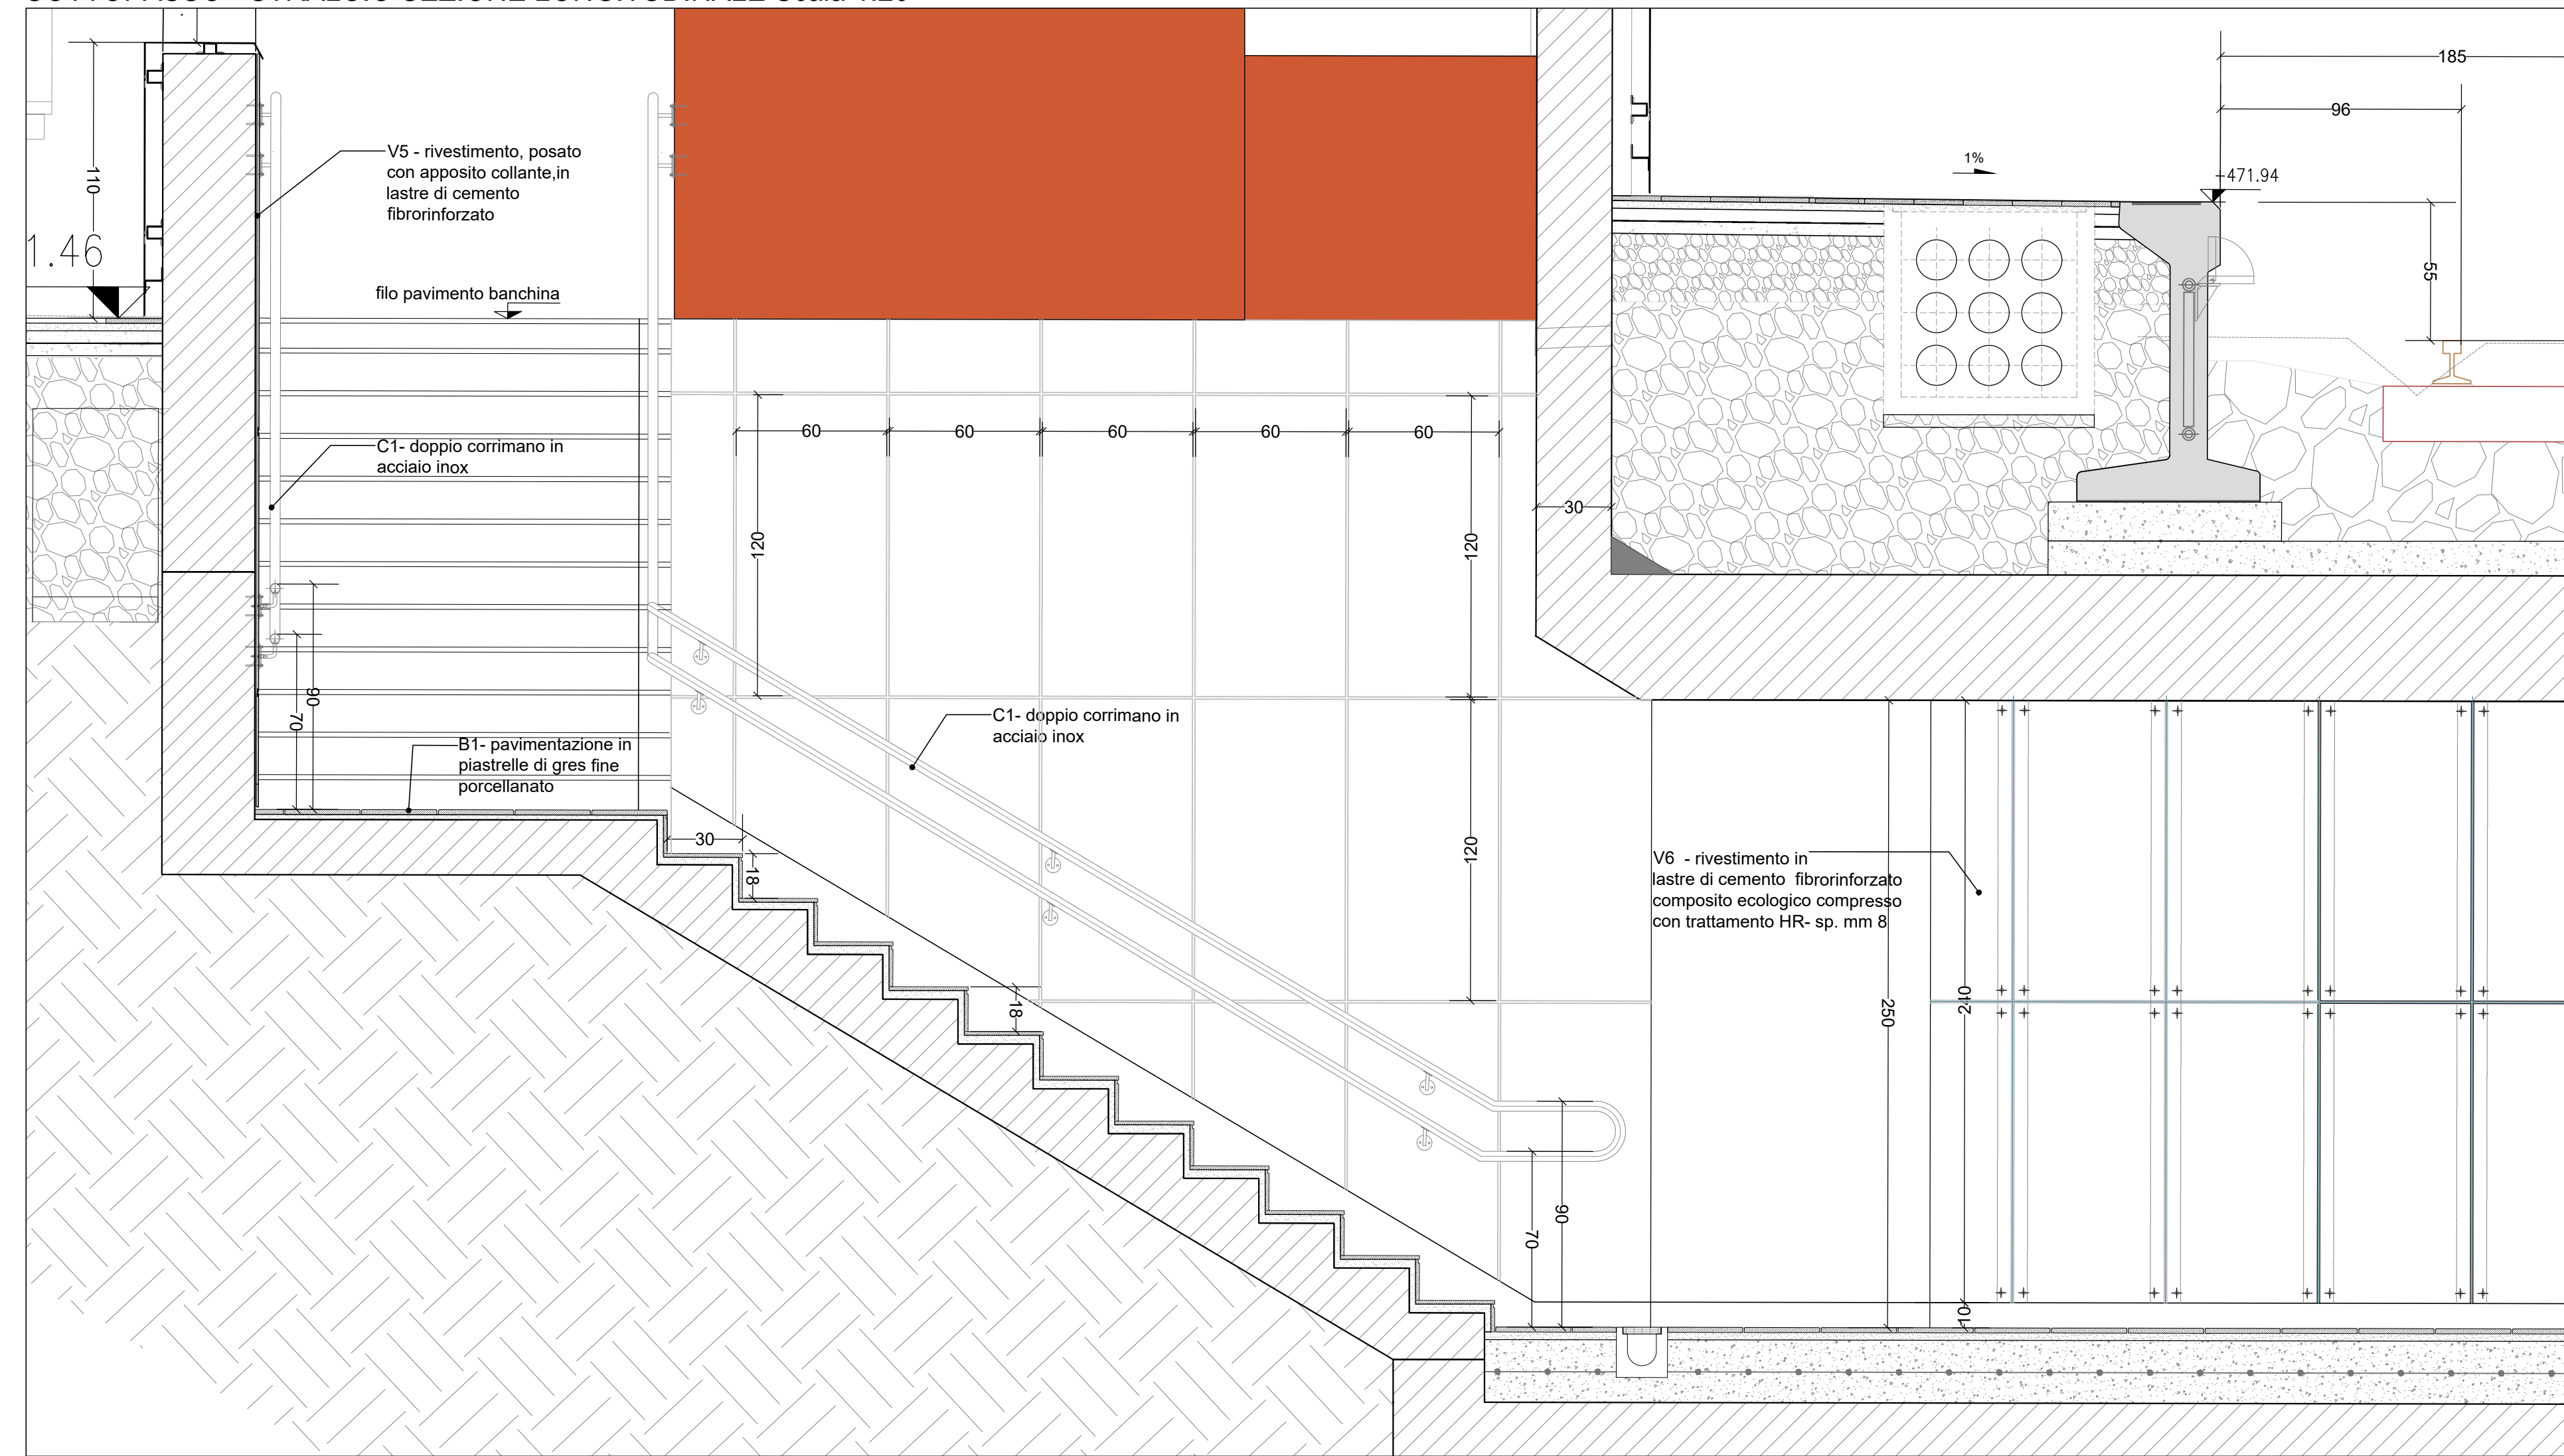 1.46
110
V5 - rivestimento, posato
con apposito collante,in
lastre di cemento
fibrorinforzato
filo pavimento banchina
C1- doppio corrimano in
acciaio inox
90
70
B1- pavimentazione in
piastrelle di gres fine
porcellanato
60
60
60
60
60
120
120
120
30
C1- doppio corrimano in
acciaio inox
30
18
18
70
90
V6 - rivestimento in
lastre di cemento fibrorinforzato
composito ecologico compresso
con trattamento HR- sp. mm 8
250
240
10
1%
471.94
185
96
55